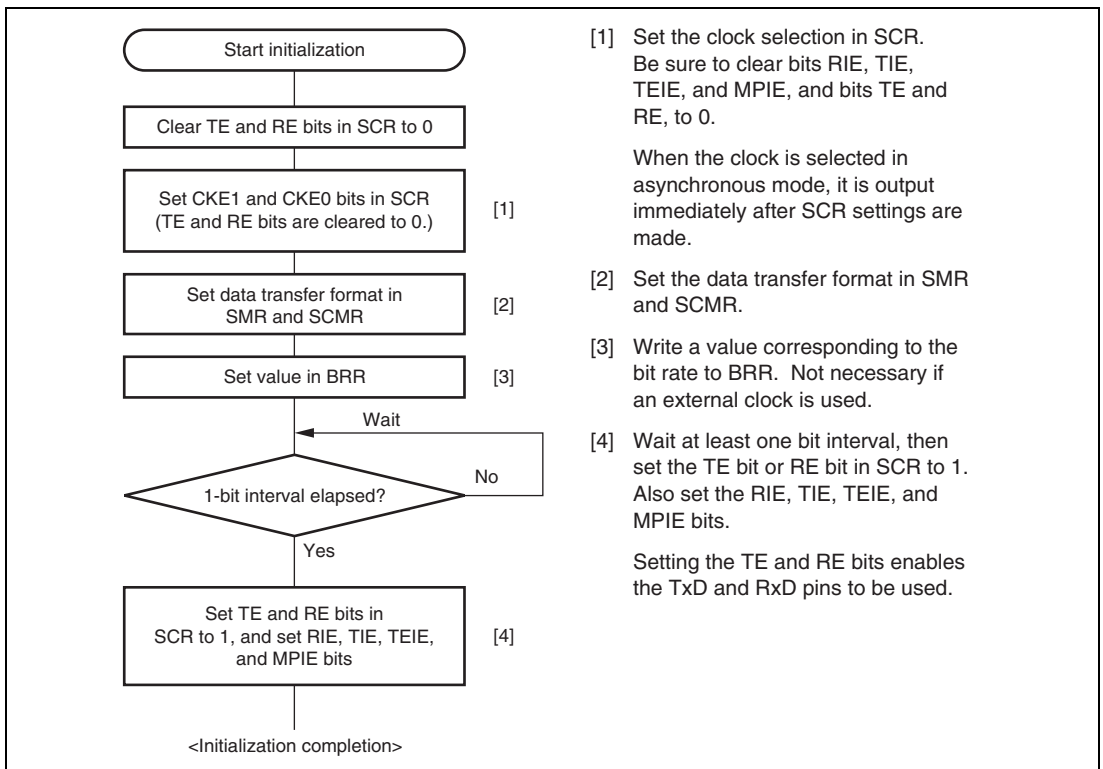 Start initialization
Clear TE and RE bits in SCR to 0
Set CKE1 and CKE0 bits in SCR
(TE and RE bits are cleared to 0.)
[1]
Set data transfer format in
SMR and SCMR
[2]
Set value in BRR
[3]
Wait
1-bit interval elapsed?
No
Yes
Set TE and RE bits in
SCR to 1, and set RIE, TIE, TEIE,
and MPIE bits
[4]
<Initialization completion>
[1] Set the clock selection in SCR.
Be sure to clear bits RIE, TIE,
TEIE, and MPIE, and bits TE and
RE, to 0.
When the clock is selected in
asynchronous mode, it is output
immediately after SCR settings are
made.
[2] Set the data transfer format in SMR
and SCMR.
[3] Write a value corresponding to the
bit rate to BRR. Not necessary if
an external clock is used.
[4] Wait at least one bit interval, then
set the TE bit or RE bit in SCR to 1.
Also set the RIE, TIE, TEIE, and
MPIE bits.
Setting the TE and RE bits enables
the TxD and RxD pins to be used.